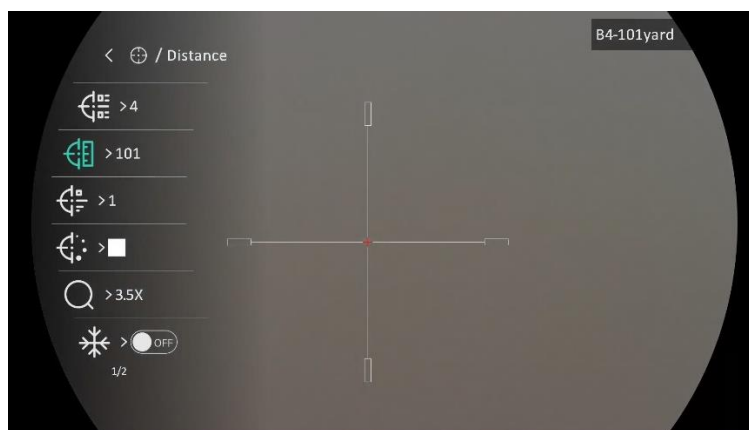 B4-101yard
< / Distance
>4
>101
>1
>
>3.5X
> OFF
1/2